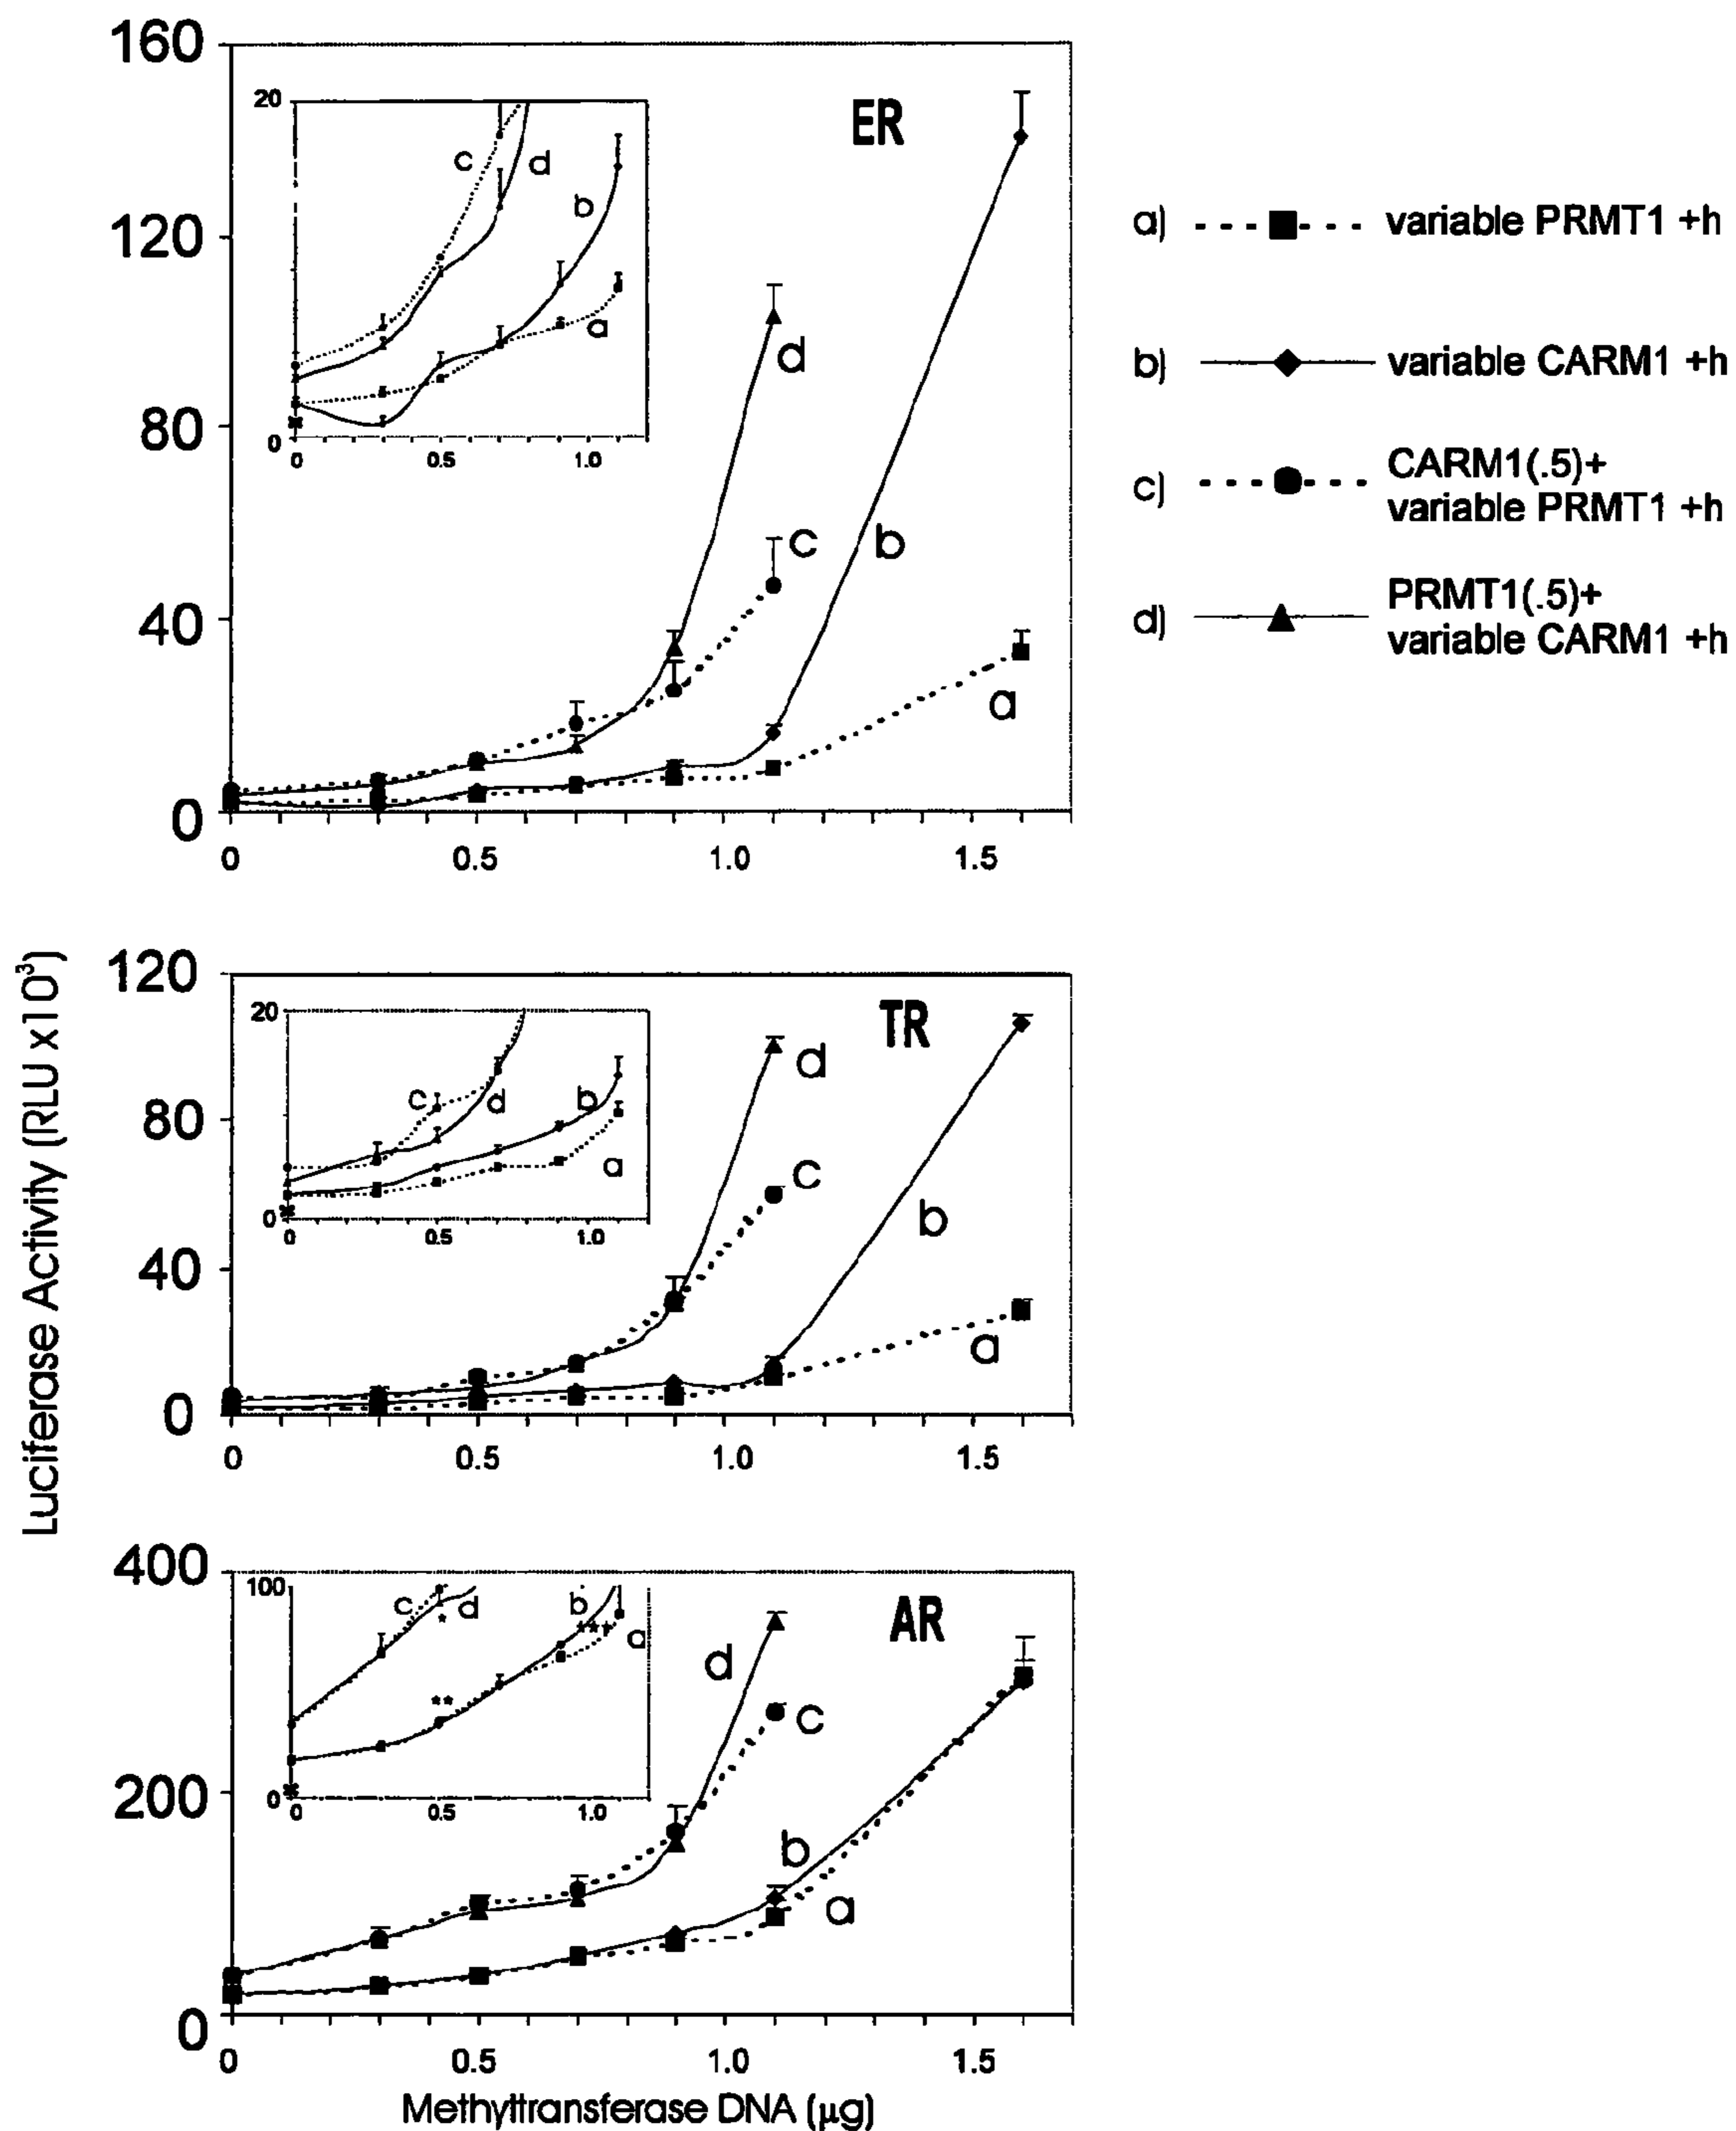 160
120
80
40
0
0
0.5
1.0
1.5
ER
a
b
c
d
20
0
0
0.5
1.0
c
d
b
a
a) variable PRMT1 +h
b) variable CARM1 +h
c) CARM1(.5)+
variable PRMT1 +h
d) PRMT1(.5)+
variable CARM1 +h
Luciferase Activity (RLU x10³)
120
80
40
0
0
0.5
1.0
1.5
TR
d
c
b
a
20
0
0
0.5
1.0
c
d
b
a
400
200
0
0
0.5
1.0
1.5
AR
d
c
b
a
100
0
0
0.5
1.0
c
d
b
a
*
**
***
Methyltransferase DNA (μg)